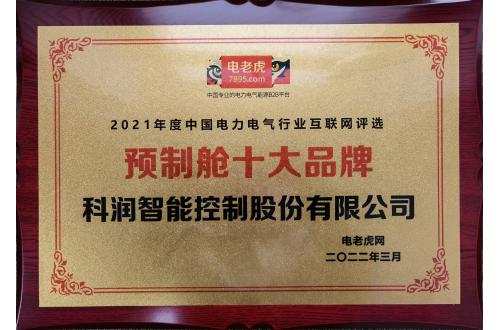 电老虎
7895.com
中国专业的电力电气能源B2B平台
2021年度中国电力电气行业互联网评选
预制舱十大品牌
科润智能控制股份有限公司
电老虎网
二〇二二年三月